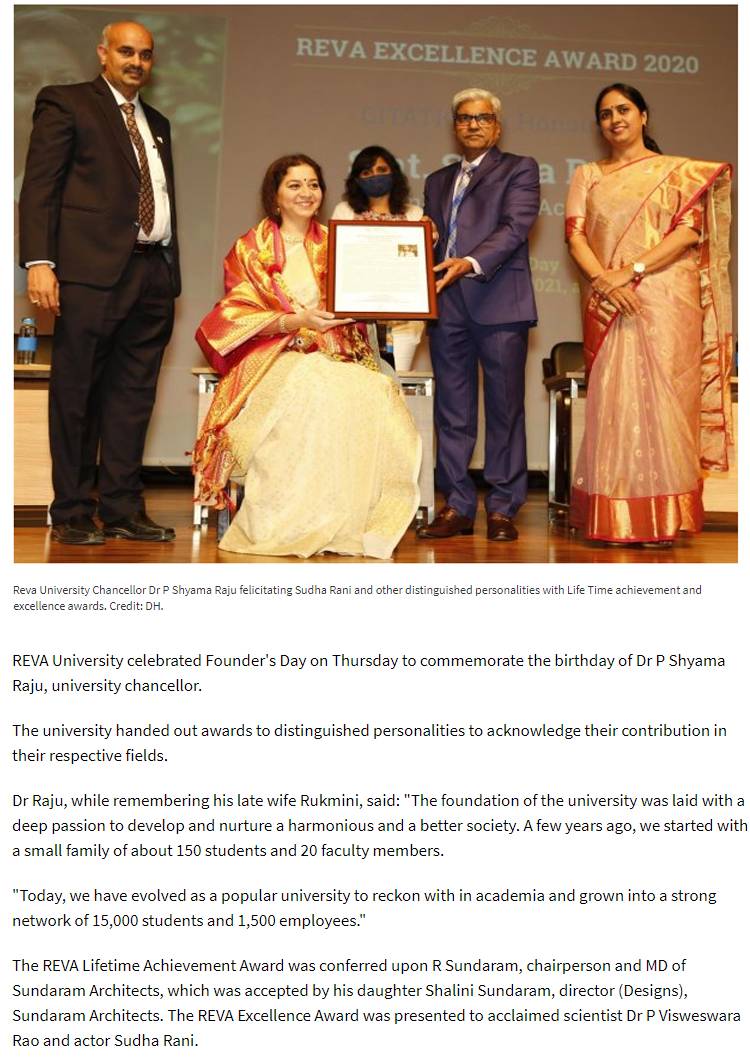 REVA EXCELLENCE AWARD 2020
Day
2021,
Reva University Chancellor Dr P Shyama Raju felicitating Sudha Rani and other distinguished personalities with Life Time achievement and
excellence awards. Credit: DH.
REVA University celebrated Founder's Day on Thursday to commemorate the birthday of Dr P Shyama
Raju, university chancellor.
The university handed out awards to distinguished personalities to acknowledge their contribution in
their respective fields.
Dr Raju, while remembering his late wife Rukmini, said: "The foundation of the university was laid with a
deep passion to develop and nurture a harmonious and a better society. A few years ago, we started with
a small family of about 150 students and 20 faculty members.
"Today, we have evolved as a popular university to reckon with in academia and grown into a strong
network of 15,000 students and 1,500 employees."
The REVA Lifetime Achievement Award was conferred upon R Sundaram, chairperson and MD of
Sundaram Architects, which was accepted by his daughter Shalini Sundaram, director (Designs),
Sundaram Architects. The REVA Excellence Award was presented to acclaimed scientist Dr P Visweswara
Rao and actor Sudha Rani.